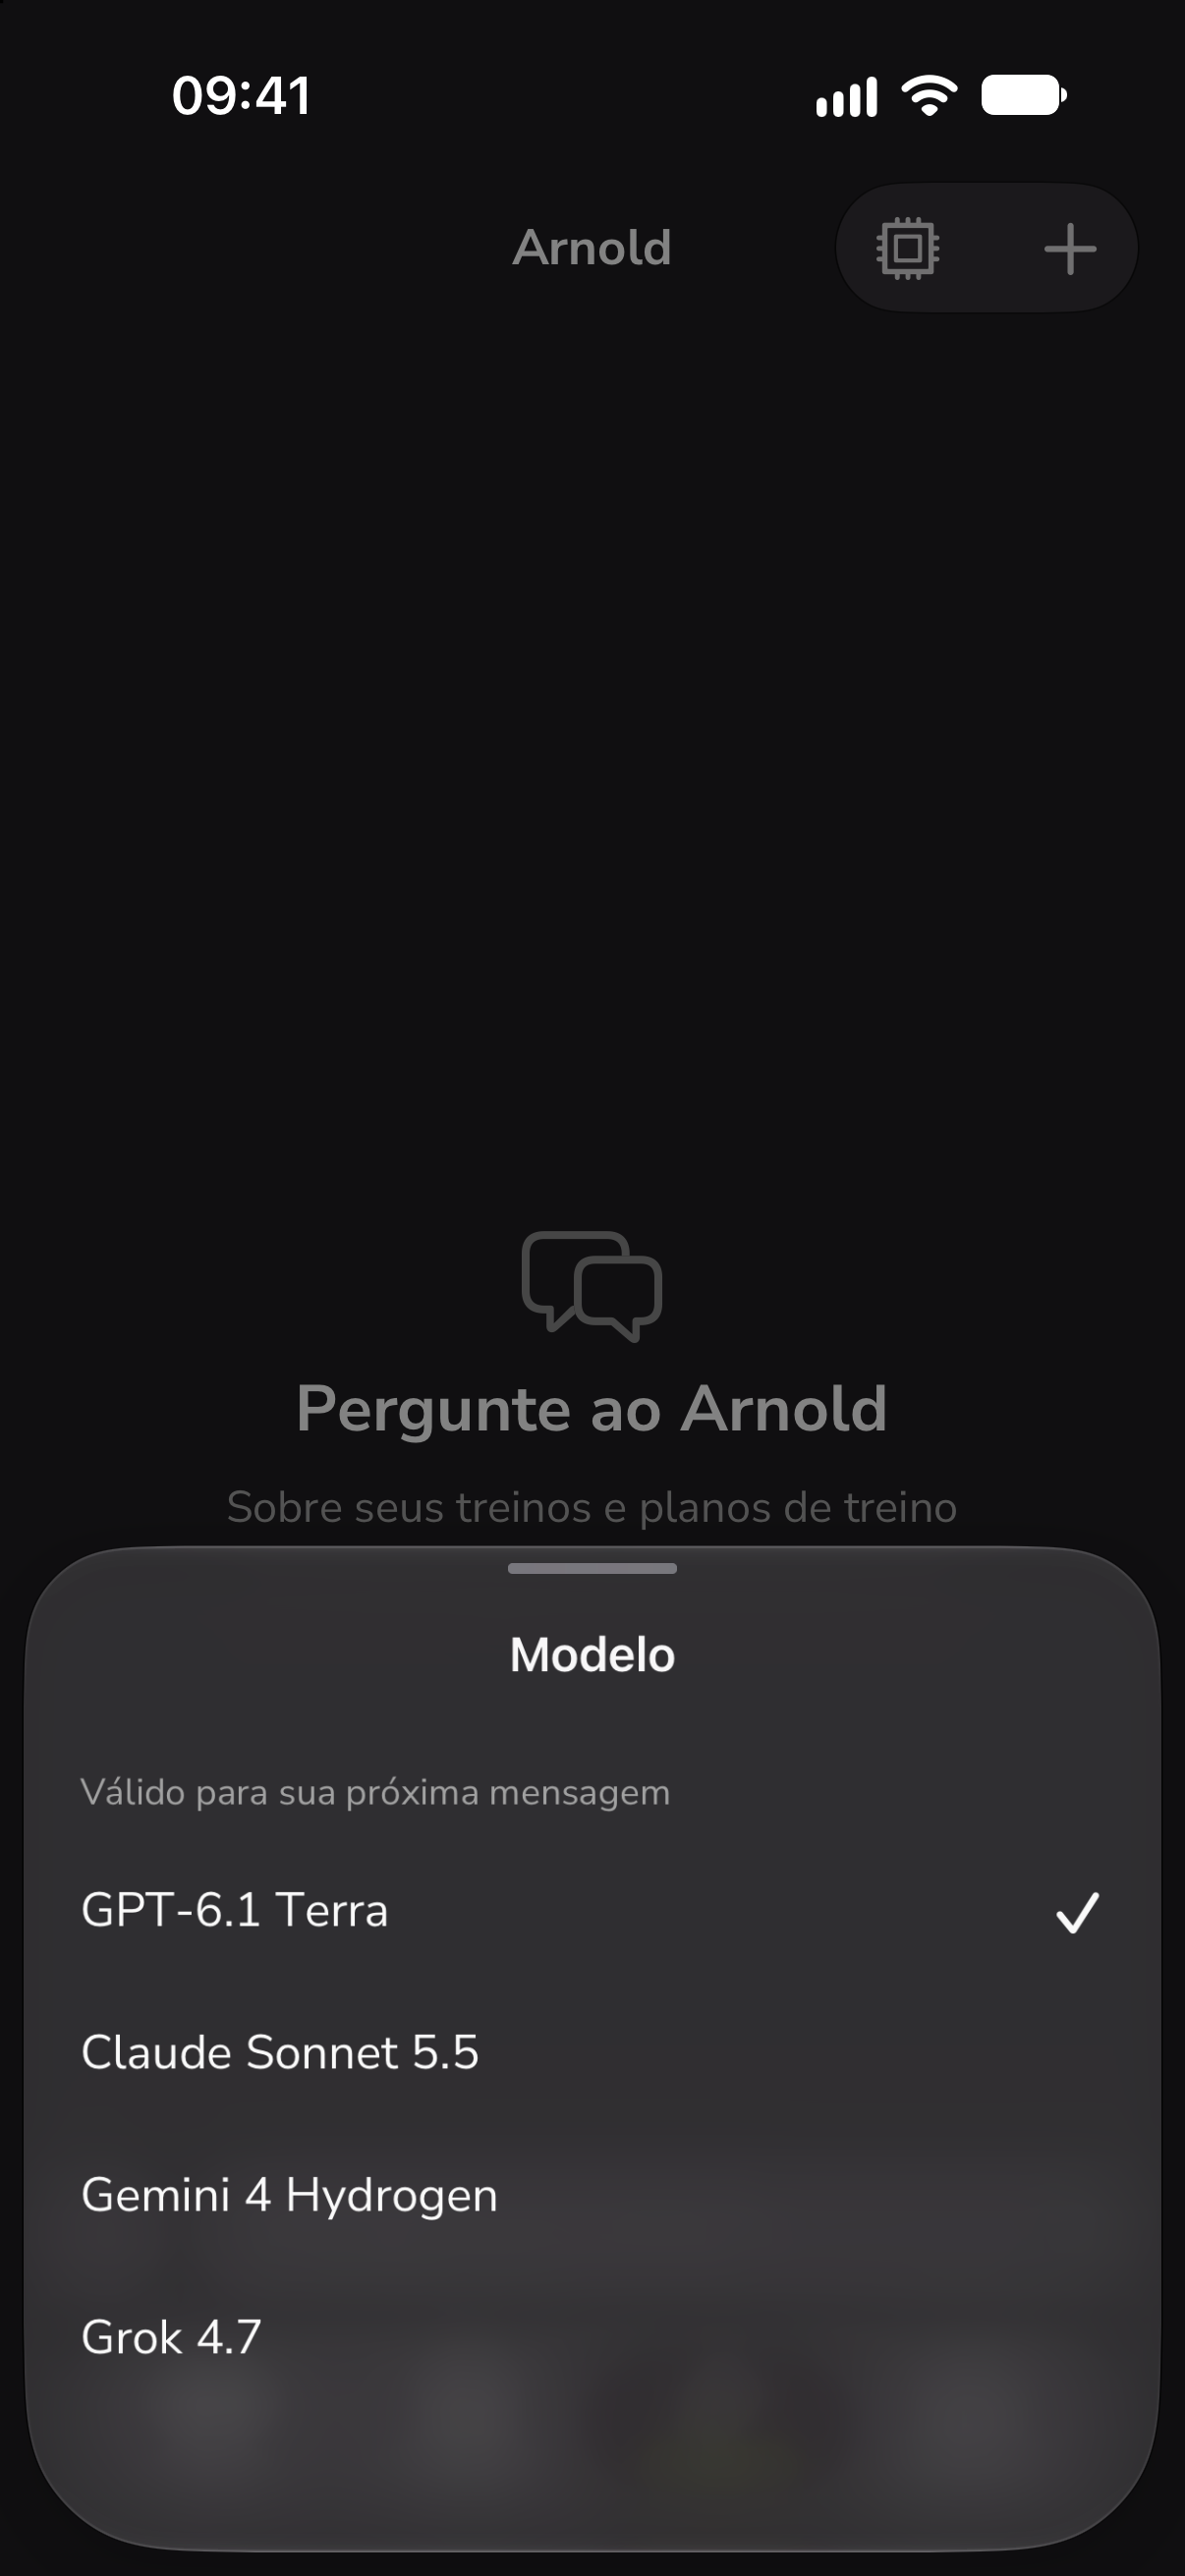 09:41
Arnold
Pergunte ao Arnold
Sobre seus treinos e planos de treino
Modelo
Válido para sua próxima mensagem
GPT-6.1 Terra
Claude Sonnet 5.5
Gemini 4 Hydrogen
Grok 4.7